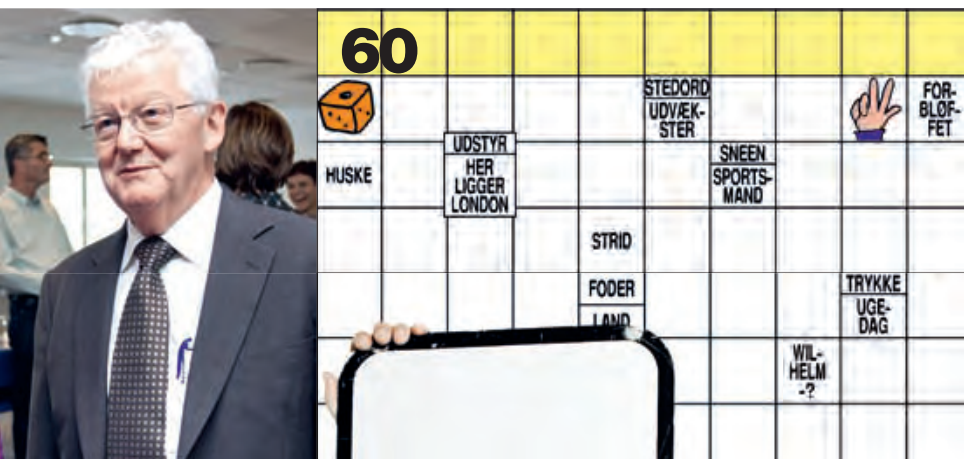 60
STEDORD
UDVÆK-
STER
FOR-
BLØF-
FET
UDSTYR
HER
LIGGER
LONDON
SNEEN
SPORTS-
MAND
HUSKE
STRID
FODER
LAND
TRYKKE
UGE-
DAG
WIL-
HELM
-?